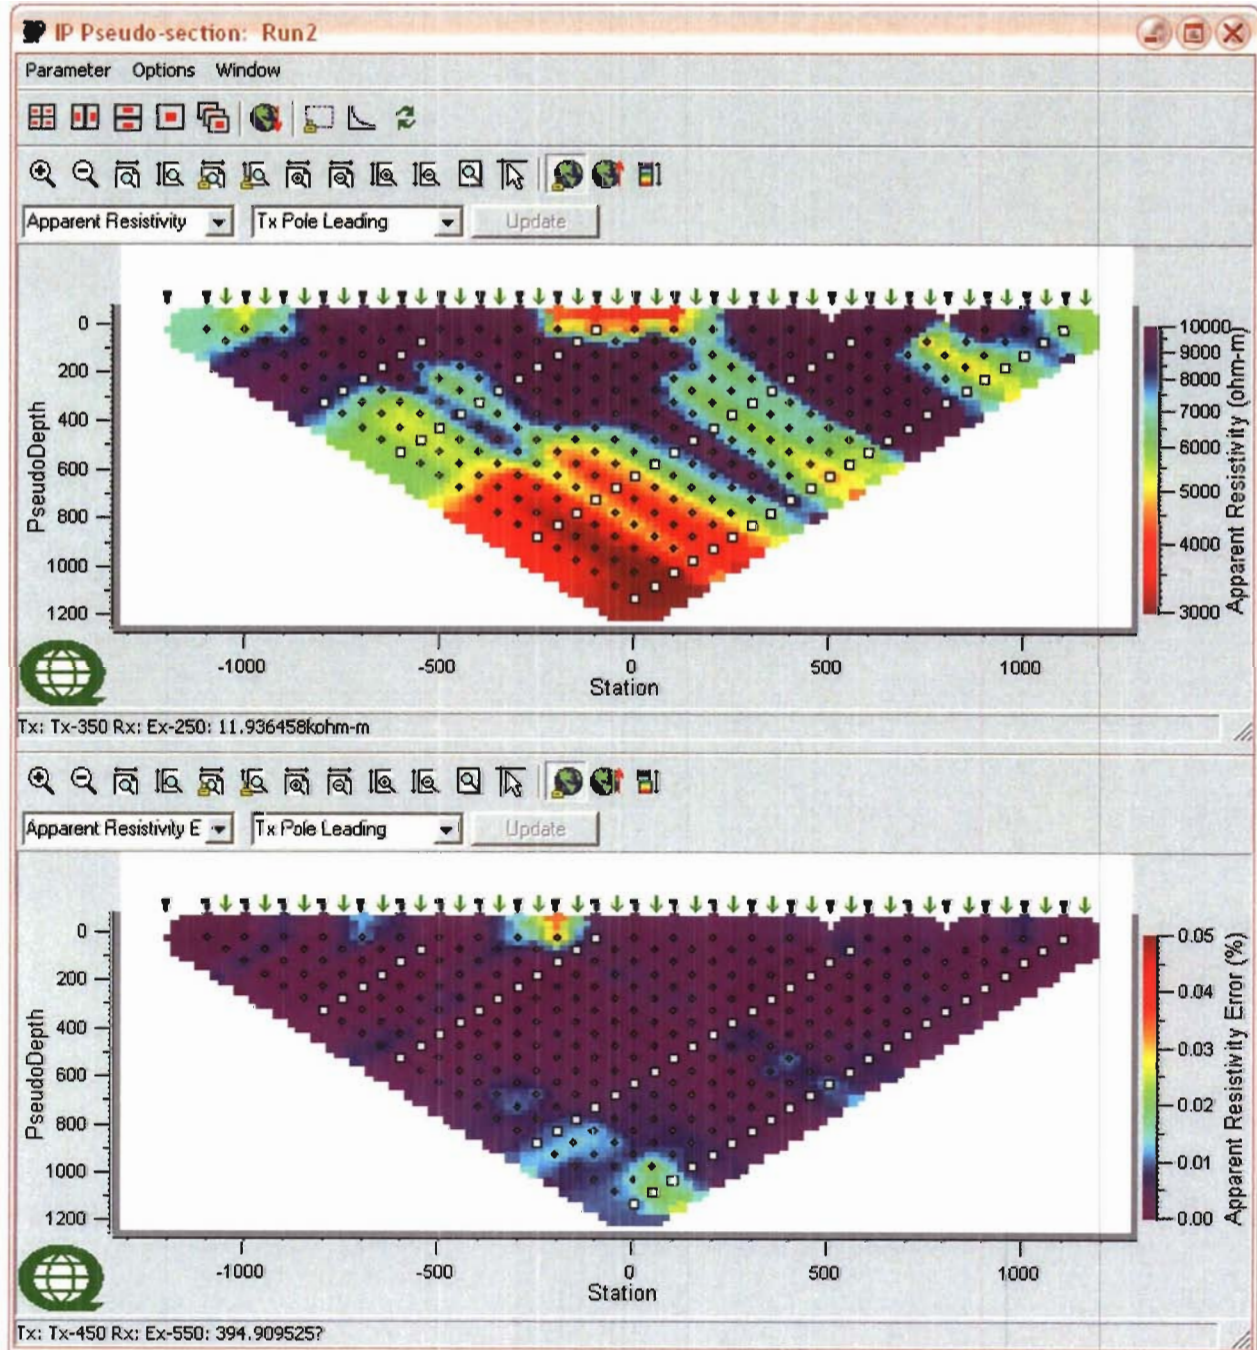 IP Pseudo-section: Run2
Parameter Options Window
Apparent Resistivity Tx Pole Leading Update
PseudoDepth
0
200
400
600
800
1000
1200
-1000 -500 0 500 1000
Station
10000
9000
8000
7000
6000
5000
4000
3000
Apparent Resistivity (ohm-m)
Tx: Tx-350 Rx: Ex-250: 11.936458kohm-m
Apparent Resistivity E Tx Pole Leading Update
PseudoDepth
0
200
400
600
800
1000
1200
-1000 -500 0 500 1000
Station
0.05
0.04
0.03
0.02
0.01
0.00
Apparent Resistivity Error (%)
Tx: Tx-450 Rx: Ex-550: 394.909525?